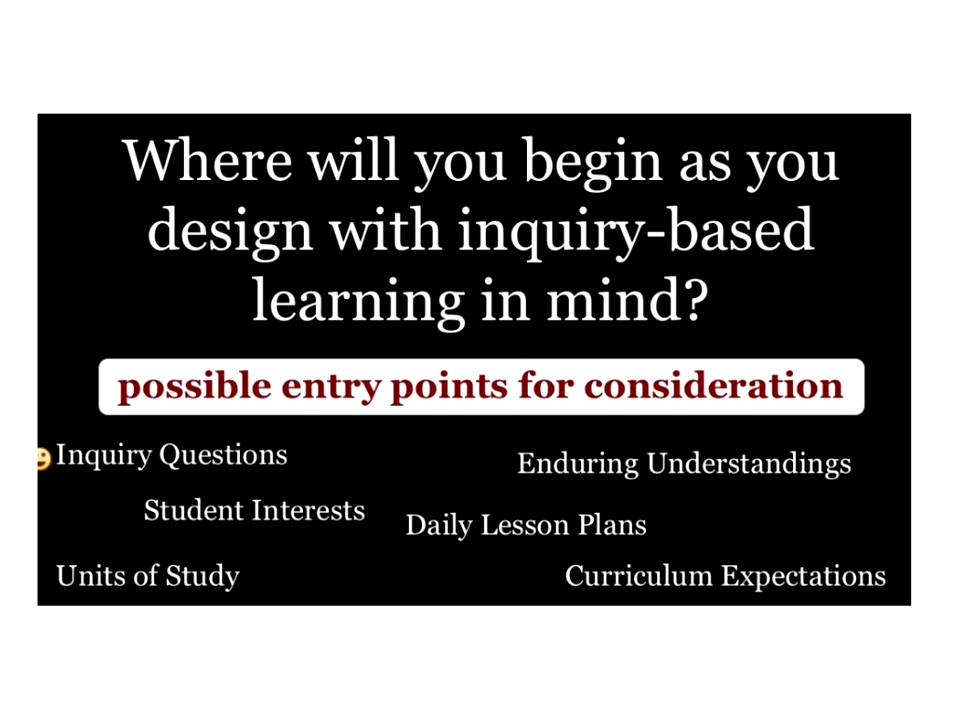 Where will you begin as you
design with inquiry-based
learning in mind?
possible entry points for consideration
Inquiry Questions
Enduring Understandings
Student Interests
Daily Lesson Plans
Units of Study
Curriculum Expectations